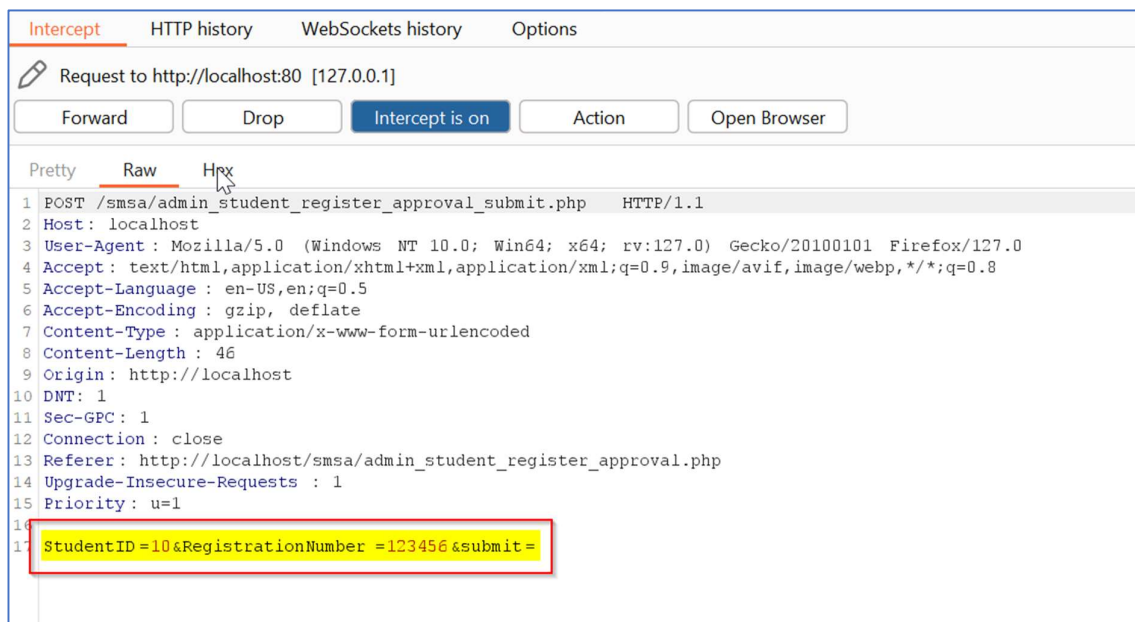 Intercept HTTP history WebSockets history Options
Request to http://localhost:80 [127.0.0.1]
Forward Drop Intercept is on Action Open Browser
Pretty Raw Hex
1 POST /smsa/admin_student_register_approval_submit.php HTTP/1.1
2 Host: localhost
3 User-Agent : Mozilla/5.0 (Windows NT 10.0; Win64; x64; rv:127.0) Gecko/20100101 Firefox/127.0
4 Accept: text/html,application/xhtml+xml,application/xml;q=0.9,image/avif,image/webp,*/*;q=0.8
5 Accept-Language : en-US,en;q=0.5
6 Accept-Encoding : gzip, deflate
7 Content-Type : application/x-www-form-urlencoded
8 Content-Length : 46
9 Origin: http://localhost
10 DNT: 1
11 Sec-GPC: 1
12 Connection : close
13 Referer: http://localhost/smsa/admin_student_register_approval.php
14 Upgrade-Insecure-Requests : 1
15 Priority: u=1
16
17 StudentID=10&RegistrationNumber =123456&submit=